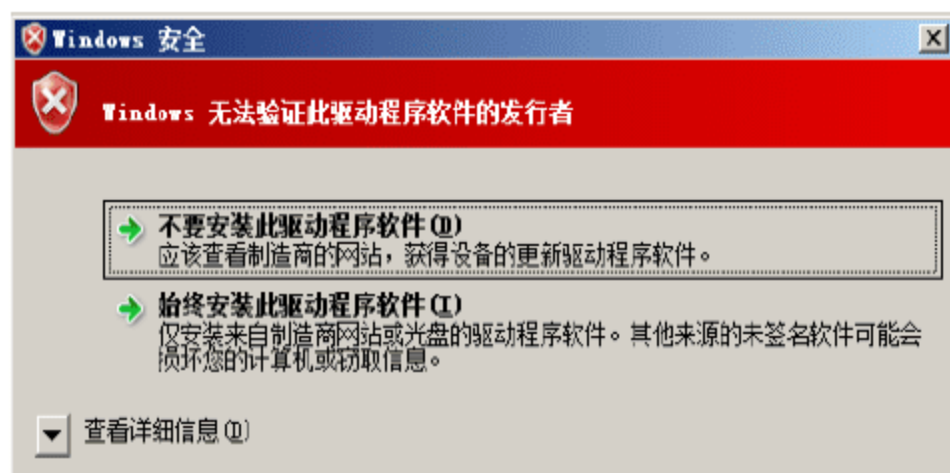 Windows 安全
Windows 无法验证此驱动程序软件的发行者
不要安装此驱动程序软件(D)
应该查看制造商的网站，获得设备的更新驱动程序软件。
始终安装此驱动程序软件(I)
仅安装来自制造商网站或光盘的驱动程序软件。其他来源的未签名软件可能会
损坏您的计算机或窃取信息。
查看详细信息(D)